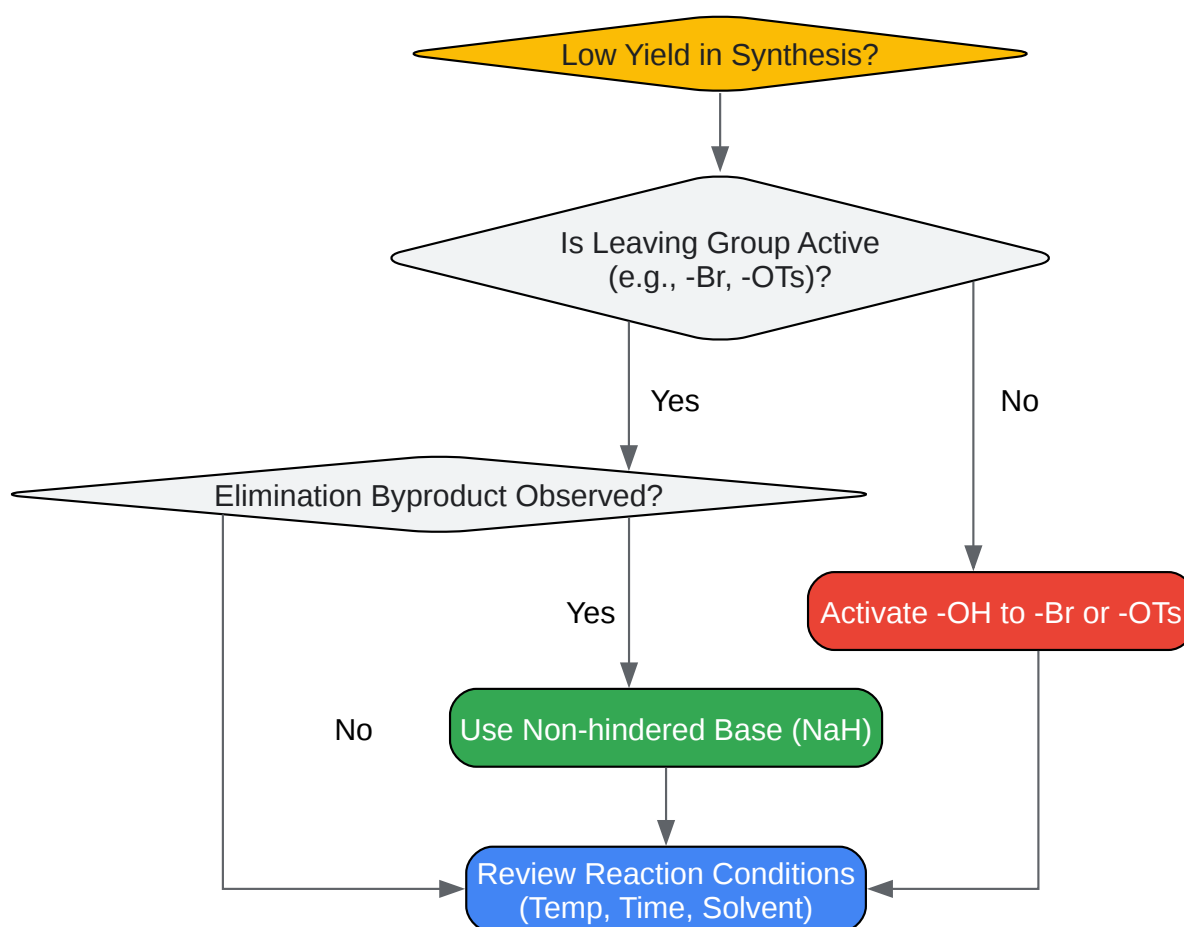 Low Yield in Synthesis?
Is Leaving Group Active
(e.g., -Br, -OTs)?
Yes
No
Elimination Byproduct Observed?
Activate -OH to -Br or -OTs
Yes
Use Non-hindered Base (NaH)
No
Review Reaction Conditions
(Temp, Time, Solvent)